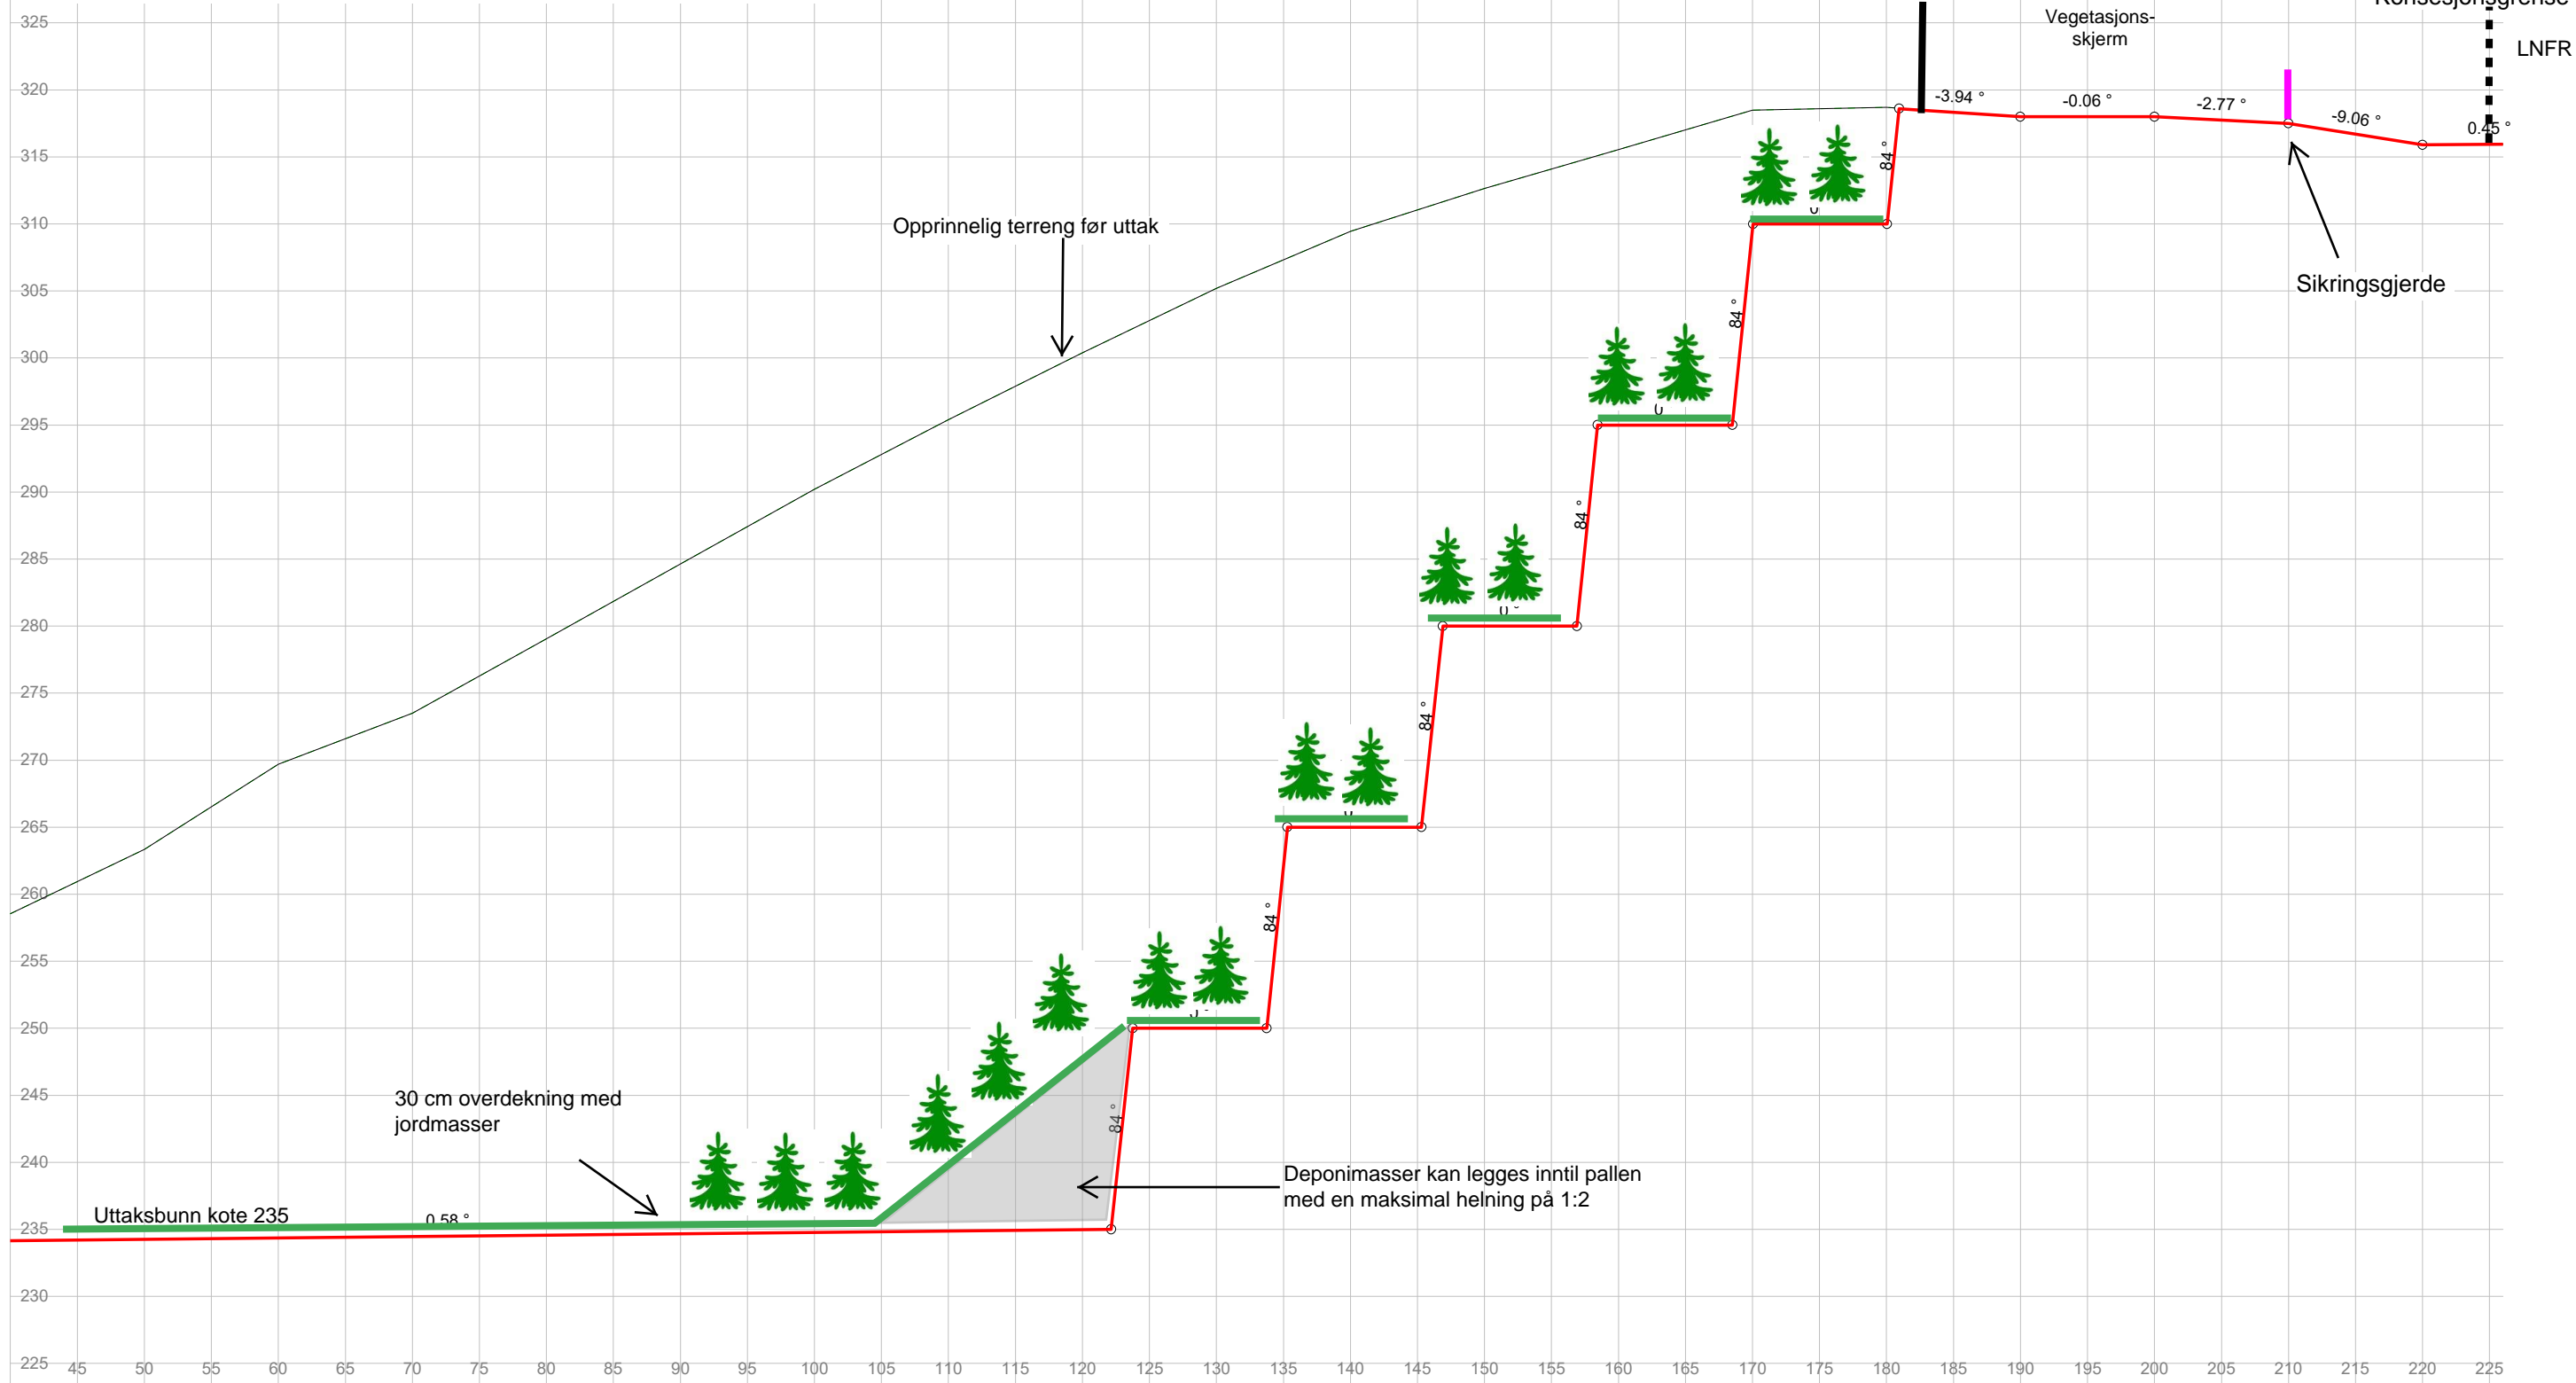 Konsesjonsgrense
Vegetasjons-
skjerm
LNFR
325
320
-3.94 °
-0.06 °
-2.77 °
-9.06 °
0.45 °
315
84 °
310
Opprinnelig terreng før uttak
305
Sikringsgjerde
84 °
300
295
0
290
84 °
285
280
0 °
275
84 °
270
265
260
84 °
255
250
245
30 cm overdekning med
jordmasser
84 °
240
Deponimasser kan legges inntil pallen
med en maksimal helning på 1:2
Uttaksbunn kote 235
0.58 °
235
230
225
45 50 55 60 65 70 75 80 85 90 95 100 105 110 115 120 125 130 135 140 145 150 155 160 165 170 175 180 185 190 195 200 205 210 215 220 225